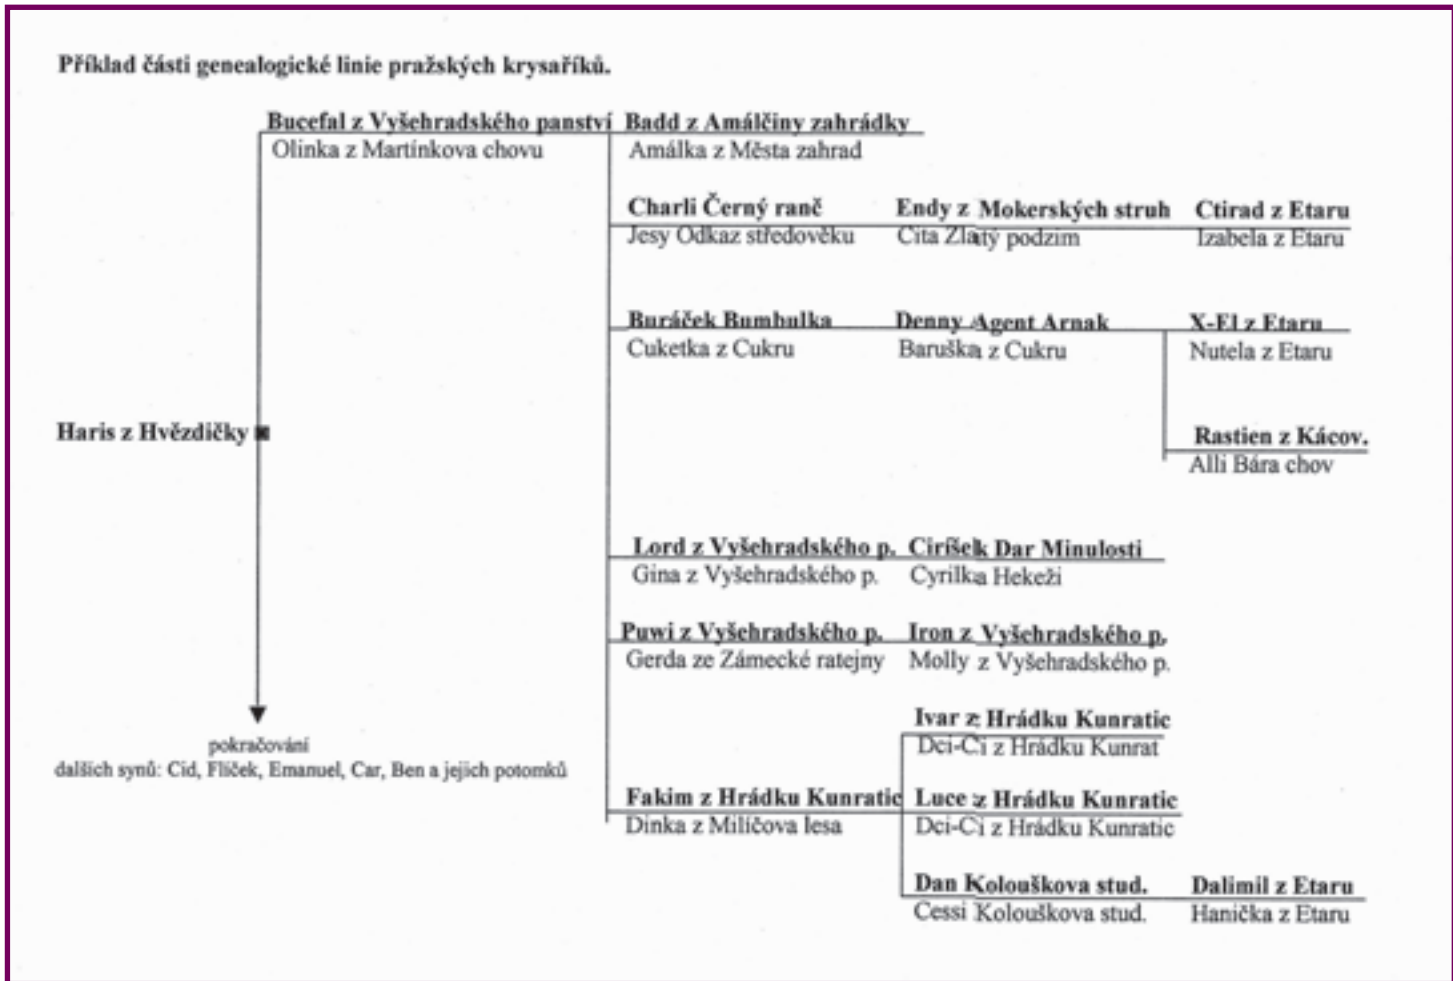 Příklad části genealogické linie pražských krysaříků.
Bucefal z Vyšehradského panství Badd z Amálčiny zahrádky
Olinka z Martínkova chovu Amálka z Města zahrad
Charli Černý ranč Endy z Mokerských struh Ctirad z Etaru
Jesy Odkaz středověku Cita Zlatý podzim Izabela z Etaru
Buráček Bumbulka Denny Agent Arnak X-El z Etaru
Cuketka z Cukru Baruška z Cukru Nutela z Etaru
Haris z Hvězdičky
Rastien z Kácov.
Alli Bára chov
Lord z Vyšehradského p. Ciríšek Dar Minulosti
Gina z Vyšehradského p. Cyrilka Hekeži
Puwi z Vyšehradského p. Iron z Vyšehradského p.
Gerda ze Zámecké ratejny Molly z Vyšehradského p.
Ivar z Hrádku Kunratic
Dci-Ci z Hrádku Kunrat
pokračování
dalších synů: Cid, Flíček, Emanuel, Car, Ben a jejich potomků
Fakim z Hrádku Kunratic Luce z Hrádku Kunratic
Dinka z Milíčova lesa Dci-Ci z Hrádku Kunratic
Dan Kolouškova stud. Dalimil z Etaru
Cessi Kolouškova stud. Hanička z Etaru